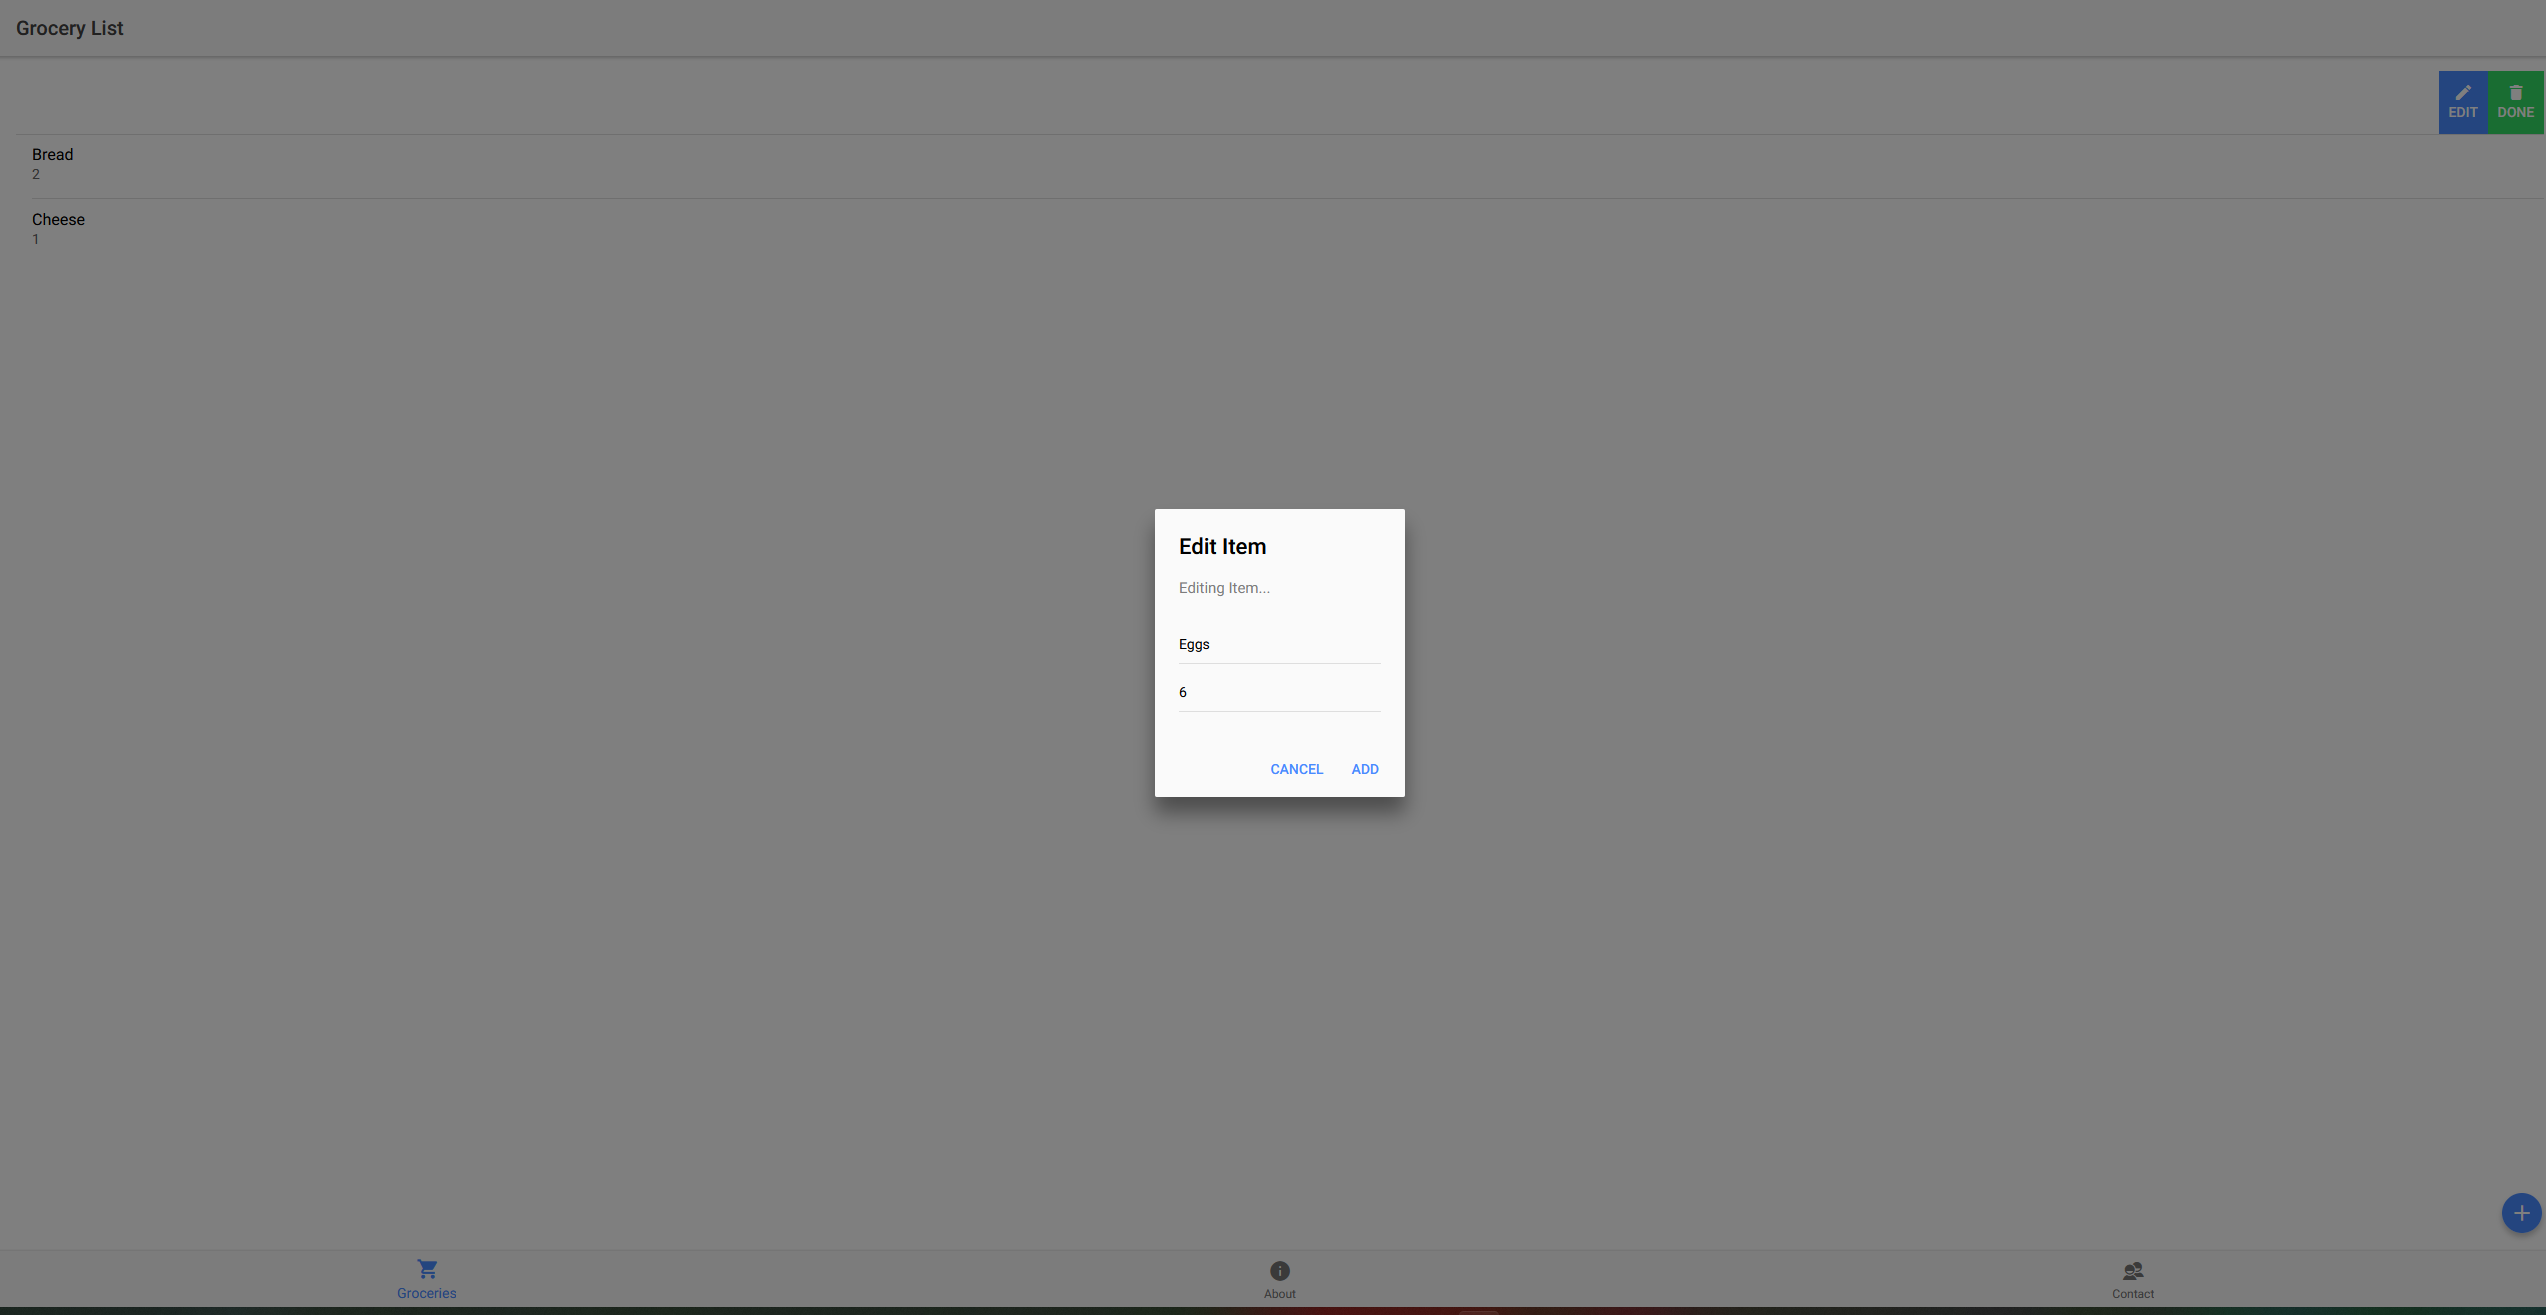 Grocery List
EDIT
DONE
Bread
2
Cheese
1
Edit Item
Editing Item...
Eggs
6
CANCEL
ADD
Groceries
About
Contact